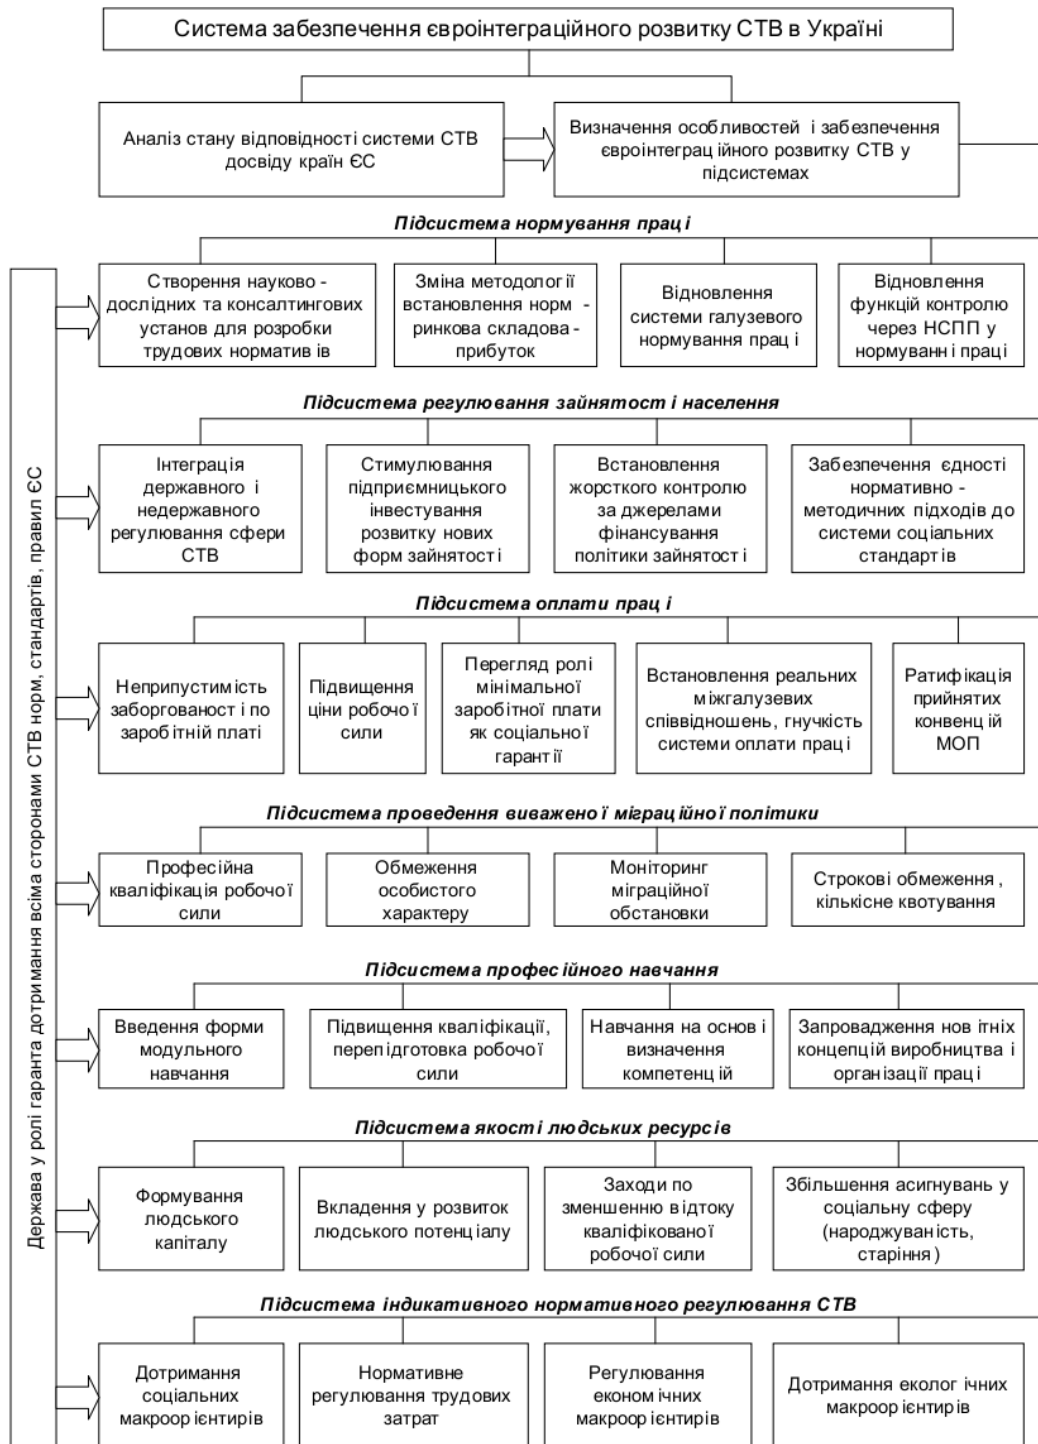 Система забезпечення євроінтеграційного розвитку СТВ в Україні
Аналіз стану відповідності системи СТВ
досвіду країн ЄС
Визначення особливостей і забезпечення
євроінтеграційного розвитку СТВ у
підсистемах
Підсистема нормування праці
Створення науково-
дослідних та консалтингових
установ для розробки
трудових нормативів
Зміна методології
встановлення норм -
ринкова складова -
прибуток
Відновлення
системи галузевого
нормування праці
Відновлення
функцій контролю
через НСПП у
нормуванні праці
Підсистема регулювання зайнятості населення
Інтеграція
державного і
недержавного
регулювання сфери
СТВ
Стимулювання
підприємницького
інвестування
розвитку нових
форм зайнятості
Встановлення
жорсткого контролю
за джерелами
фінансування
політики зайнятості
Забезпечення єдності
нормативно-
методичних підходів до
системи соціальних
стандартів
Підсистема оплати праці
Неприпустимість
заборгованості по
заробітній платі
Підвищення
ціни робочої
сили
Перегляд ролі
мінімальної
заробітної плати
як соціальної
гарантії
Встановлення реальних
міжгалузевих
співвідношень, гнучкість
системи оплати праці
Ратифікація
прийнятих
конвенцій
МОП
Підсистема проведення виваженої міграційної політики
Професійна
кваліфікація робочої
сили
Обмеження
особистого
характеру
Моніторинг
міграційної
обстановки
Строкові обмеження,
кількісне квотування
Підсистема професійного навчання
Введення форми
модульного
навчання
Підвищення кваліфікації,
перепідготовка робочої
сили
Навчання на основі
визначення
компетенцій
Запровадження новітніх
концепцій виробництва і
організації праці
Підсистема якості людських ресурсів
Формування
людського
капіталу
Вкладення у розвиток
людського потенціалу
Заходи по
зменшенню відтоку
кваліфікованої
робочої сили
Збільшення асигнувань у
соціальну сферу
(народжуваність,
старіння)
Підсистема індикативного нормативного регулювання СТВ
Дотримання
соціальних
макроорієнтирів
Нормативне
регулювання трудових
затрат
Регулювання
економічних
макроорієнтирів
Дотримання екологічних
макроорієнтирів
Держава у ролі гаранта дотримання всіма сторонами СТВ норм, стандартів, правил ЄС